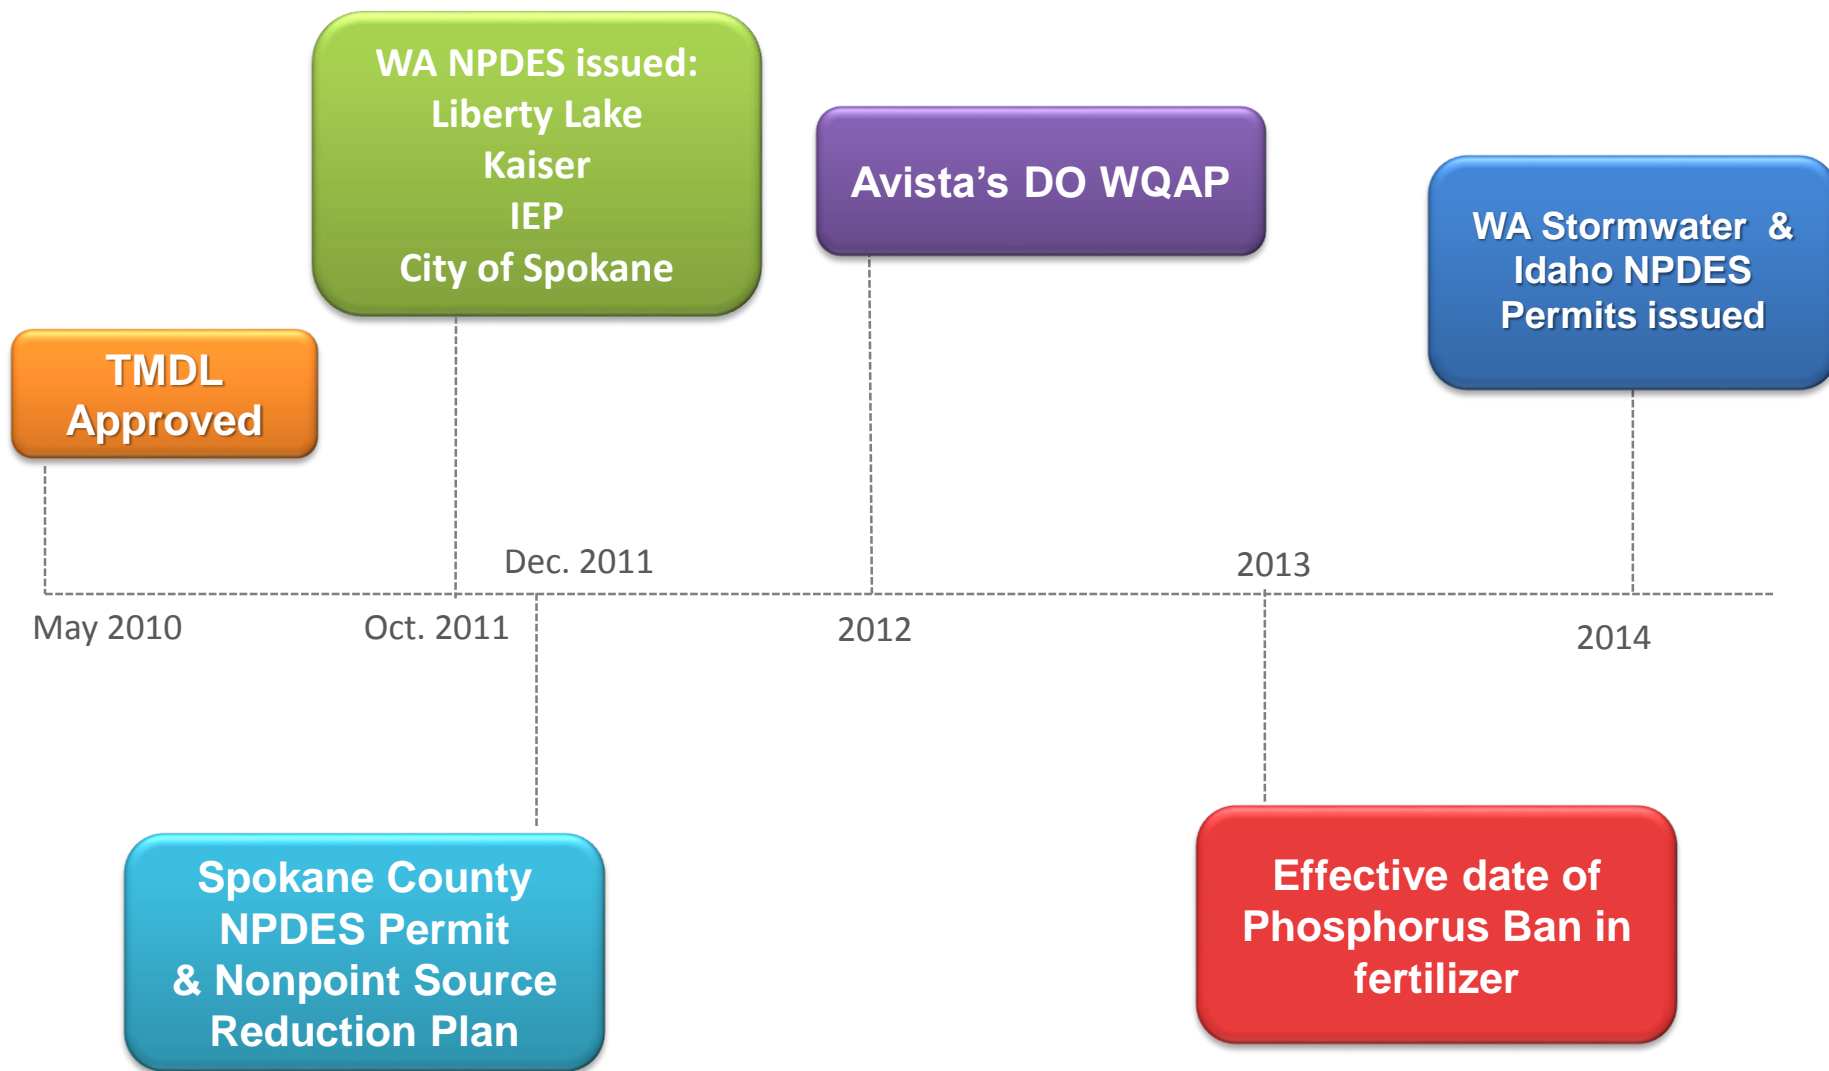 WA NPDES issued:
Liberty Lake
Kaiser
IEP
City of Spokane
Avista's DO WQAP
WA Stormwater &
Idaho NPDES
Permits issued
TMDL
Approved
Dec. 2011
2013
May 2010
Oct. 2011
2012
2014
Spokane County
NPDES Permit
& Nonpoint Source
Reduction Plan
Effective date of
Phosphorus Ban in
fertilizer